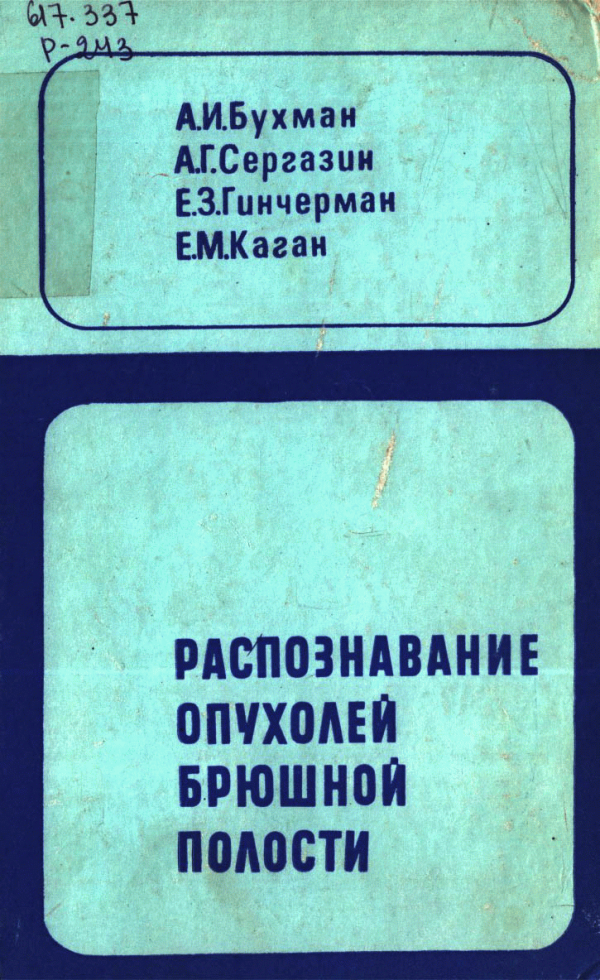 617.337
Р-243
А.И.Бухман
А.Г.Сергазин
Е.З.Гинчерман
Е.М.Каган
РАСПОЗНАВАНИЕ
ОПУХОЛЕЙ
БРЮШНОЙ
ПОЛОСТИ